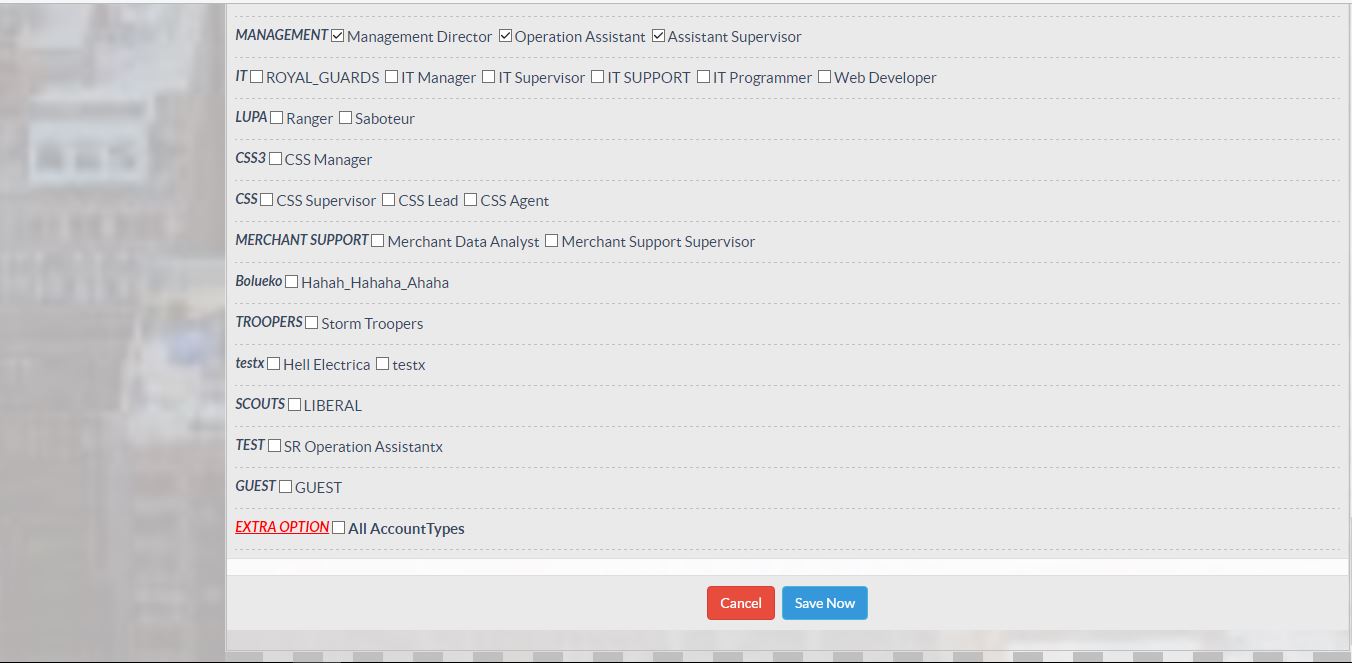 MANAGEMENT Management Director Operation Assistant Assistant Supervisor
IT ROYAL_GUARDS IT Manager IT Supervisor IT SUPPORT IT Programmer Web Developer
LUPA Ranger Saboteur
CSS3 CSS Manager
CSS CSS Supervisor CSS Lead CSS Agent
MERCHANT SUPPORT Merchant Data Analyst Merchant Support Supervisor
Bolueko Hahah_Hahaha_Ahaha
TROOPERS Storm Troopers
testx Hell Electrica testx
SCOUTS LIBERAL
TEST SR Operation Assistantx
GUEST GUEST
EXTRA OPTION All AccountTypes
Cancel Save Now